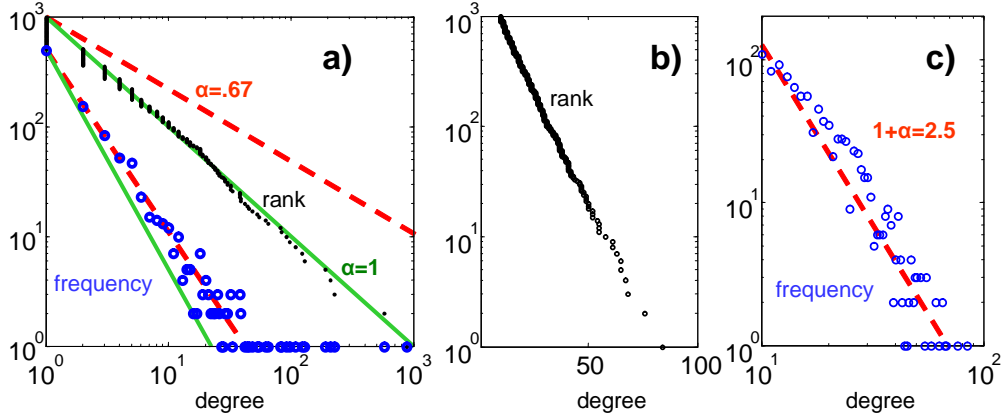 a)
10³
10²
10¹
10⁰
α=.67
rank
α=1
frequency
10⁰ 10¹ 10² 10³
degree
b)
10³
10²
10¹
10⁰
rank
50 100
degree
c)
10²
10¹
10⁰
1+α=2.5
frequency
10¹ 10²
degree